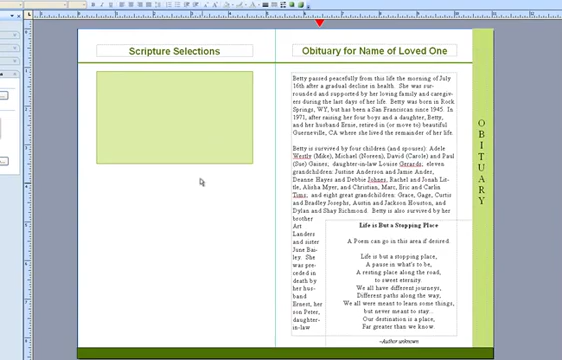 Scripture Selections
Obituary for Name of Loved One
Betty passed peacefully from this life the morning of July
16th after a gradual decline in health. She was sur-
rounded and supported by her loving family and caregiv-
ers during the last days of her life. Betty was born in Rock
Springs, WY, but has been a San Franciscan since 1945. In
1971, after raising her four boys and a daughter, Betty,
and her husband Ernie, retired in (or move to) beautiful
Guerneville, CA where she lived the remainder of her life.
Betty is survived by four children (and spouses): Adele
Westly (Mike), Michael (Noreen), David (Carole) and Paul
(Sue) Gaines, daughter-in-law Louise Gerards; eleven
grandchildren: Justine Anderson and Jamie Ander,
Deanne Hayes and Debbie Johns, Rachel and Jonah Lit-
tle, Alisha Myer, and Christian, Marc, Eric and Carlin
Tims; and eight great grandchildren: Grace, Gage, Curtis
and Bradley Josephs, Austin and Jackson Houston, and
Dylan and Shay Richmond. Betty is also survived by her
brother
Art
Landers
and sister
June Bai-
ley. She
was pre-
ceded in
death by
her hus-
band
Ernest, her
son Peter,
daughter-
in-law
Life is But a Stopping Place
A Poem can go in this area if desired
Life is but a stopping place,
A pause in what's to be,
A resting place along the road,
to sweet eternity.
We all have different journeys,
Different paths along the way,
We all were meant to learn some things,
but never meant to stay...
Our destination is a place,
Far greater than we know.
~Author unknown
OBITUARY